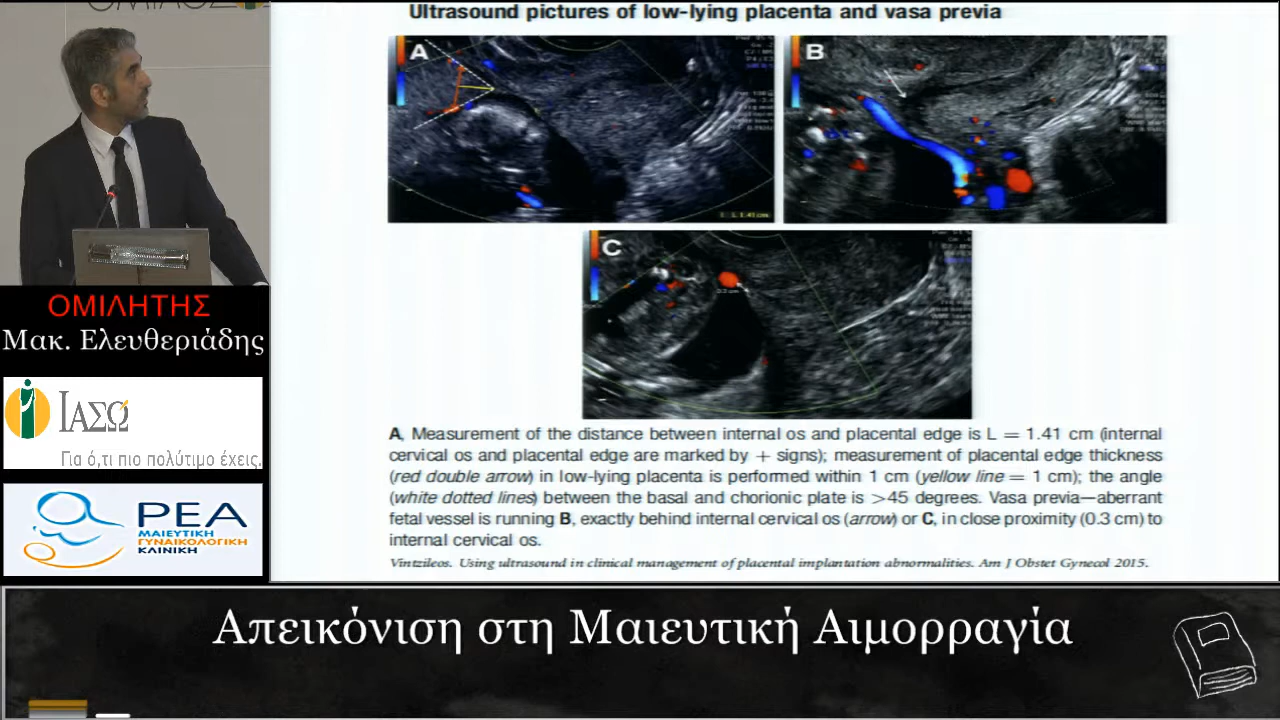 Ultrasound pictures of low-lying placenta and vasa previa
A
B
C
L 1.41 cm
0.3 cm
ΟΜΙΛΗΤΗΣ
Μακ. Ελευθεριάδης
ΙΑΣΩ
Για ό,τι πιο πολύτιμο έχεις.
ΡΕΑ
ΜΑΙΕΥΤΙΚΗ
ΓΥΝΑΙΚΟΛΟΓΙΚΗ
ΚΛΙΝΙΚΗ
A, Measurement of the distance between internal os and placental edge is L = 1.41 cm (internal
cervical os and placental edge are marked by + signs); measurement of placental edge thickness
(red double arrow) in low-lying placenta is performed within 1 cm (yellow line = 1 cm); the angle
(white dotted lines) between the basal and chorionic plate is >45 degrees. Vasa previa—aberrant
fetal vessel is running B, exactly behind internal cervical os (arrow) or C, in close proximity (0.3 cm) to
internal cervical os.
Vintzileos. Using ultrasound in clinical management of placental implantation abnormalities. Am J Obstet Gynecol 2015.
Απεικόνιση στη Μαιευτική Αιμορραγία